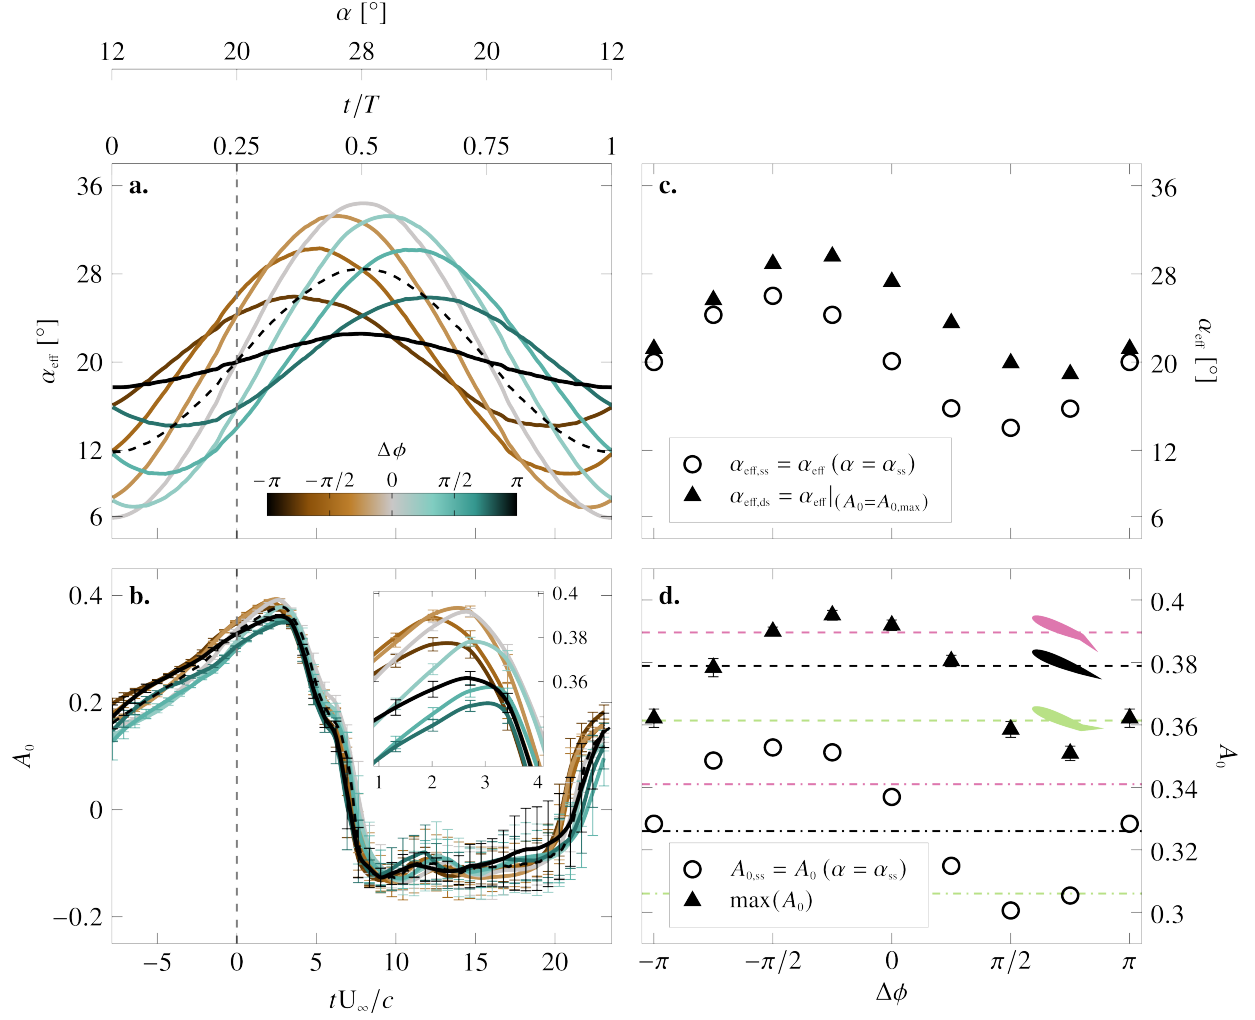 α [°]
12 20 28 20 12
t/T
0 0.25 0.5 0.75 1
a.
36
28
20
12
6
α_eff [°]
Δϕ
−π −π/2 0 π/2 π
c.
36
28
20
12
6
α_eff [°]
α_eff,ss = α_eff (α = α_ss)
α_eff,ds = α_eff|(A_0=A_0,max)
b.
0.4
0.2
0
−0.2
A_0
0.4
0.38
0.36
1 2 3 4
−5 0 5 10 15 20
tU_∞/c
d.
0.4
0.38
0.36
0.34
0.32
0.3
A_0
A_0,ss = A_0 (α = α_ss)
max(A_0)
−π −π/2 0 π/2 π
Δϕ